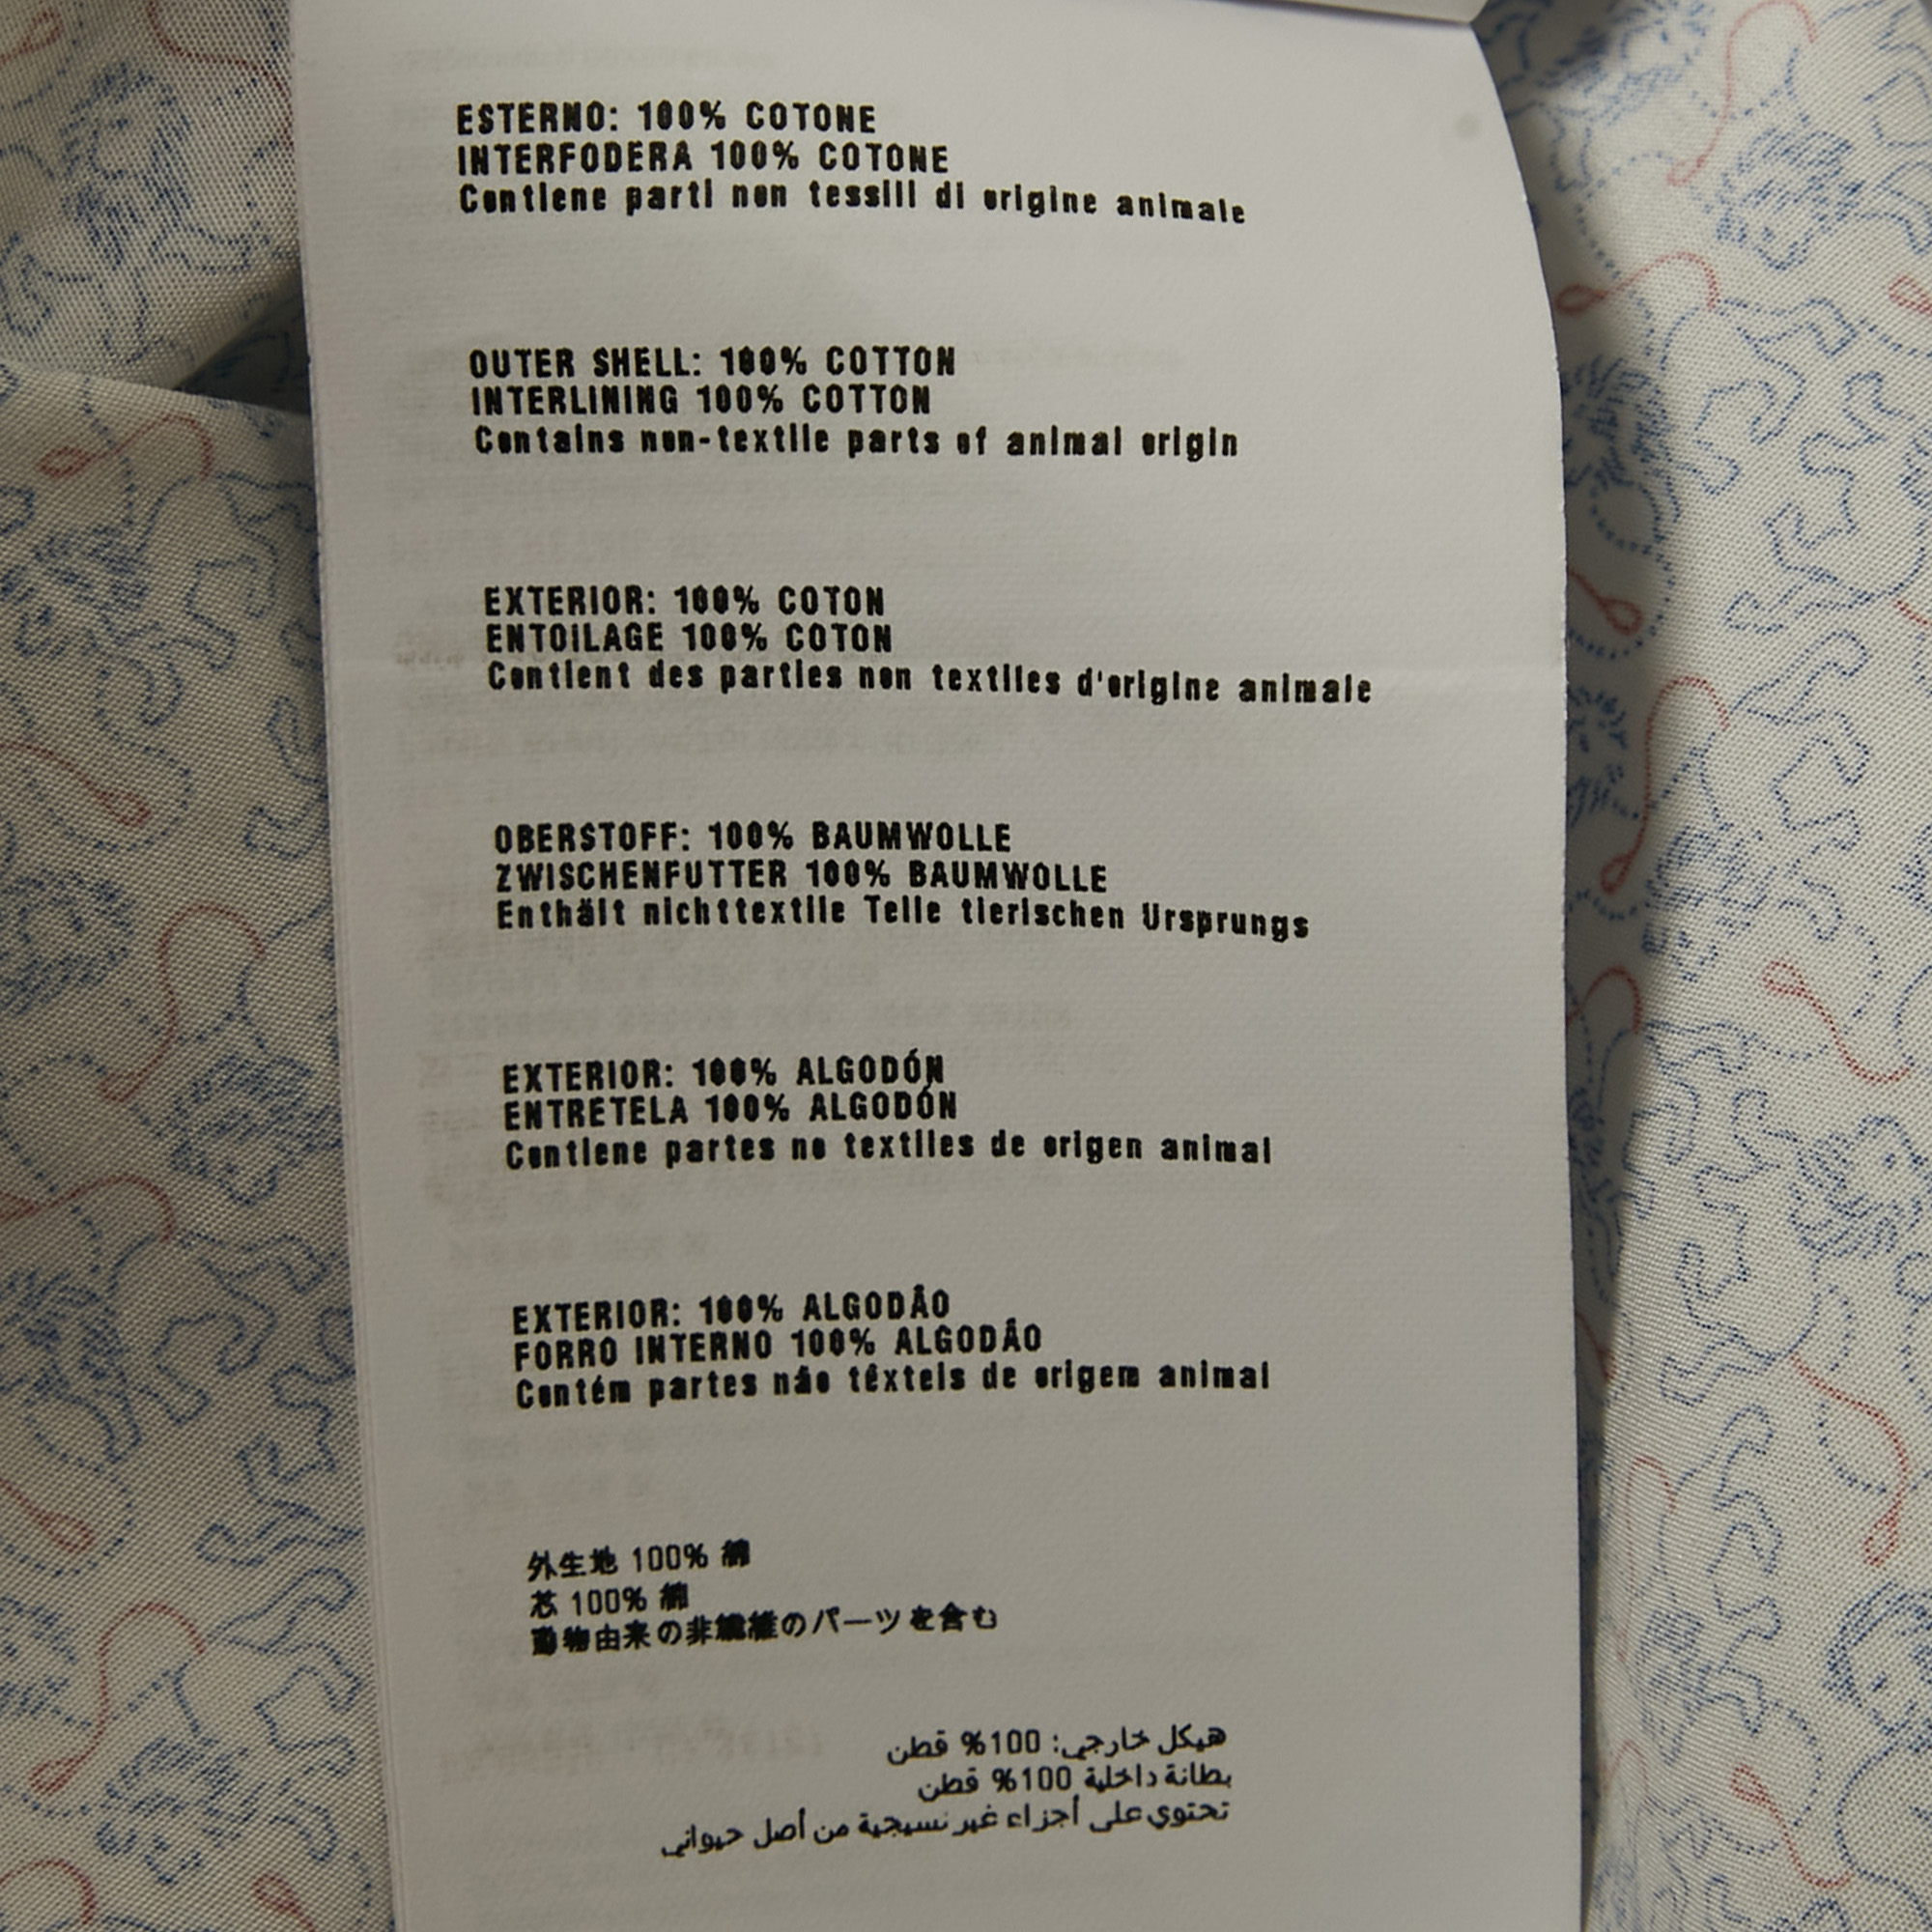 ESTERNO: 100% COTONE
INTERFODERA 100% COTONE
Contiene parti non tessili di origine animale
OUTER SHELL: 100% COTTON
INTERLINING 100% COTTON
Contains non-textile parts of animal origin
EXTERIOR: 100% COTON
ENTOILAGE 100% COTON
Contient des parties non textiles d'origine animale
OBERSTOFF: 100% BAUMWOLLE
ZWISCHENFUTTER 100% BAUMWOLLE
Enthält nichttextile Teile tierischen Ursprungs
EXTERIOR: 100% ALGODÓN
ENTRETELA 100% ALGODÓN
Contiene partes no textiles de origen animal
EXTERIOR: 100% ALGODÃO
FORRO INTERNO 100% ALGODÃO
Contém partes não têxteis de origem animal
外生地 100% 綿
芯 100% 綿
動物由来の非繊維のパーツを含む
هيكل خارجي: 100% قطن
بطانة داخلية 100% قطن
تحتوي على أجزاء غير نسيجية من أصل حيواني